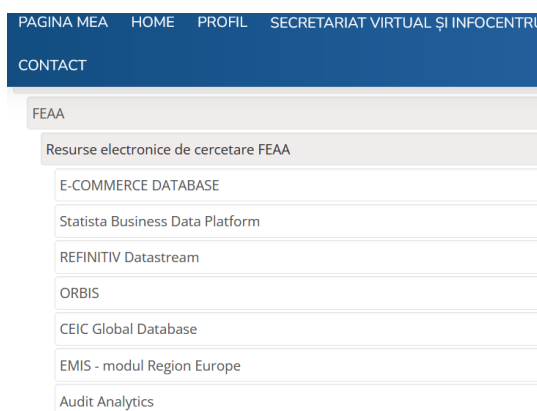 PAGINA MEA HOME PROFIL SECRETARIAT VIRTUAL ȘI INFOCENTRU
CONTACT
FEAA
Resurse electronice de cercetare FEAA
E-COMMERCE DATABASE
Statista Business Data Platform
REFINITIV Datastream
ORBIS
CEIC Global Database
EMIS - modul Region Europe
Audit Analytics